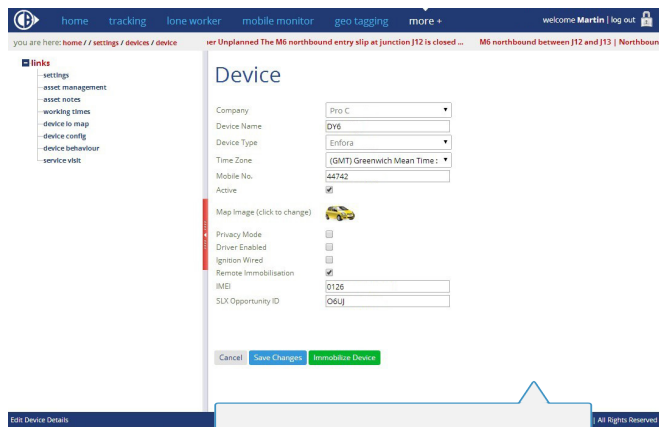 home tracking lone worker mobile monitor geo tagging more + welcome Martin | log out
you are here: home / / settings / devices / device er Unplanned The M6 northbound entry slip at junction J12 is closed ... M6 northbound between J12 and J13 | Northboun
links
settings
asset management
asset notes
working times
device io map
device config
device behaviour
service visit
Device
Company Pro C
Device Name DY6
Device Type Enfora
Time Zone (GMT) Greenwich Mean Time :
Mobile No. 44742
Active
Map Image (click to change)
Privacy Mode
Driver Enabled
Ignition Wired
Remote Immobilisation
IMEI 0126
SLX Opportunity ID O6UJ
Cancel Save Changes Immobilize Device
Edit Device Details | All Rights Reserved